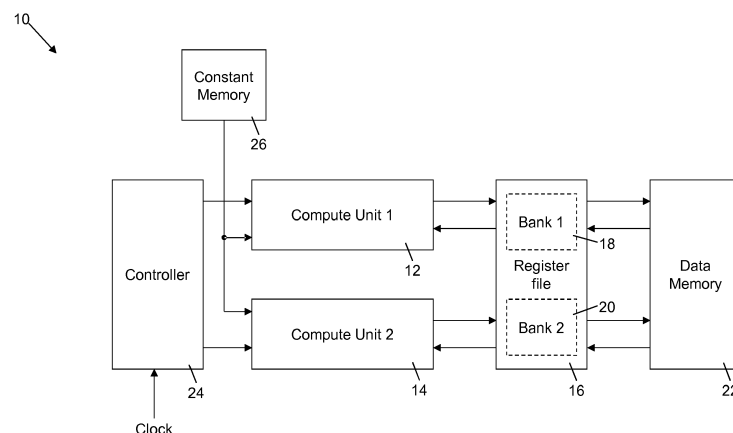 10
Constant
Memory
26
Controller
24
Clock
Compute Unit 1
12
Compute Unit 2
14
Bank 1
18
Register
file
20
Bank 2
16
Data
Memory
22